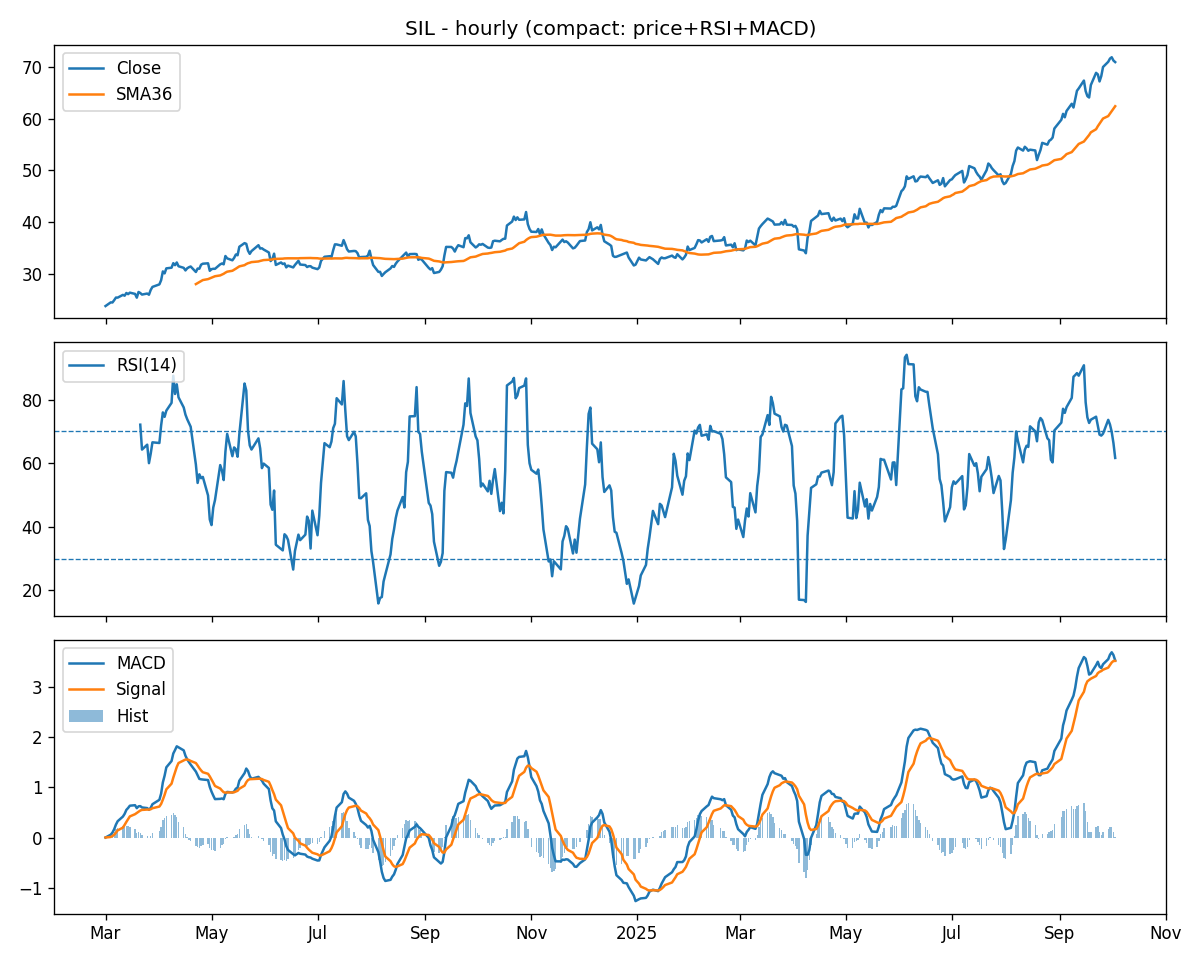 SIL - hourly (compact: price+RSI+MACD)
Close
SMA36
70
60
50
40
30
RSI(14)
80
60
40
20
MACD
Signal
Hist
3
2
1
0
−1
Mar
May
Jul
Sep
Nov
2025
Mar
May
Jul
Sep
Nov